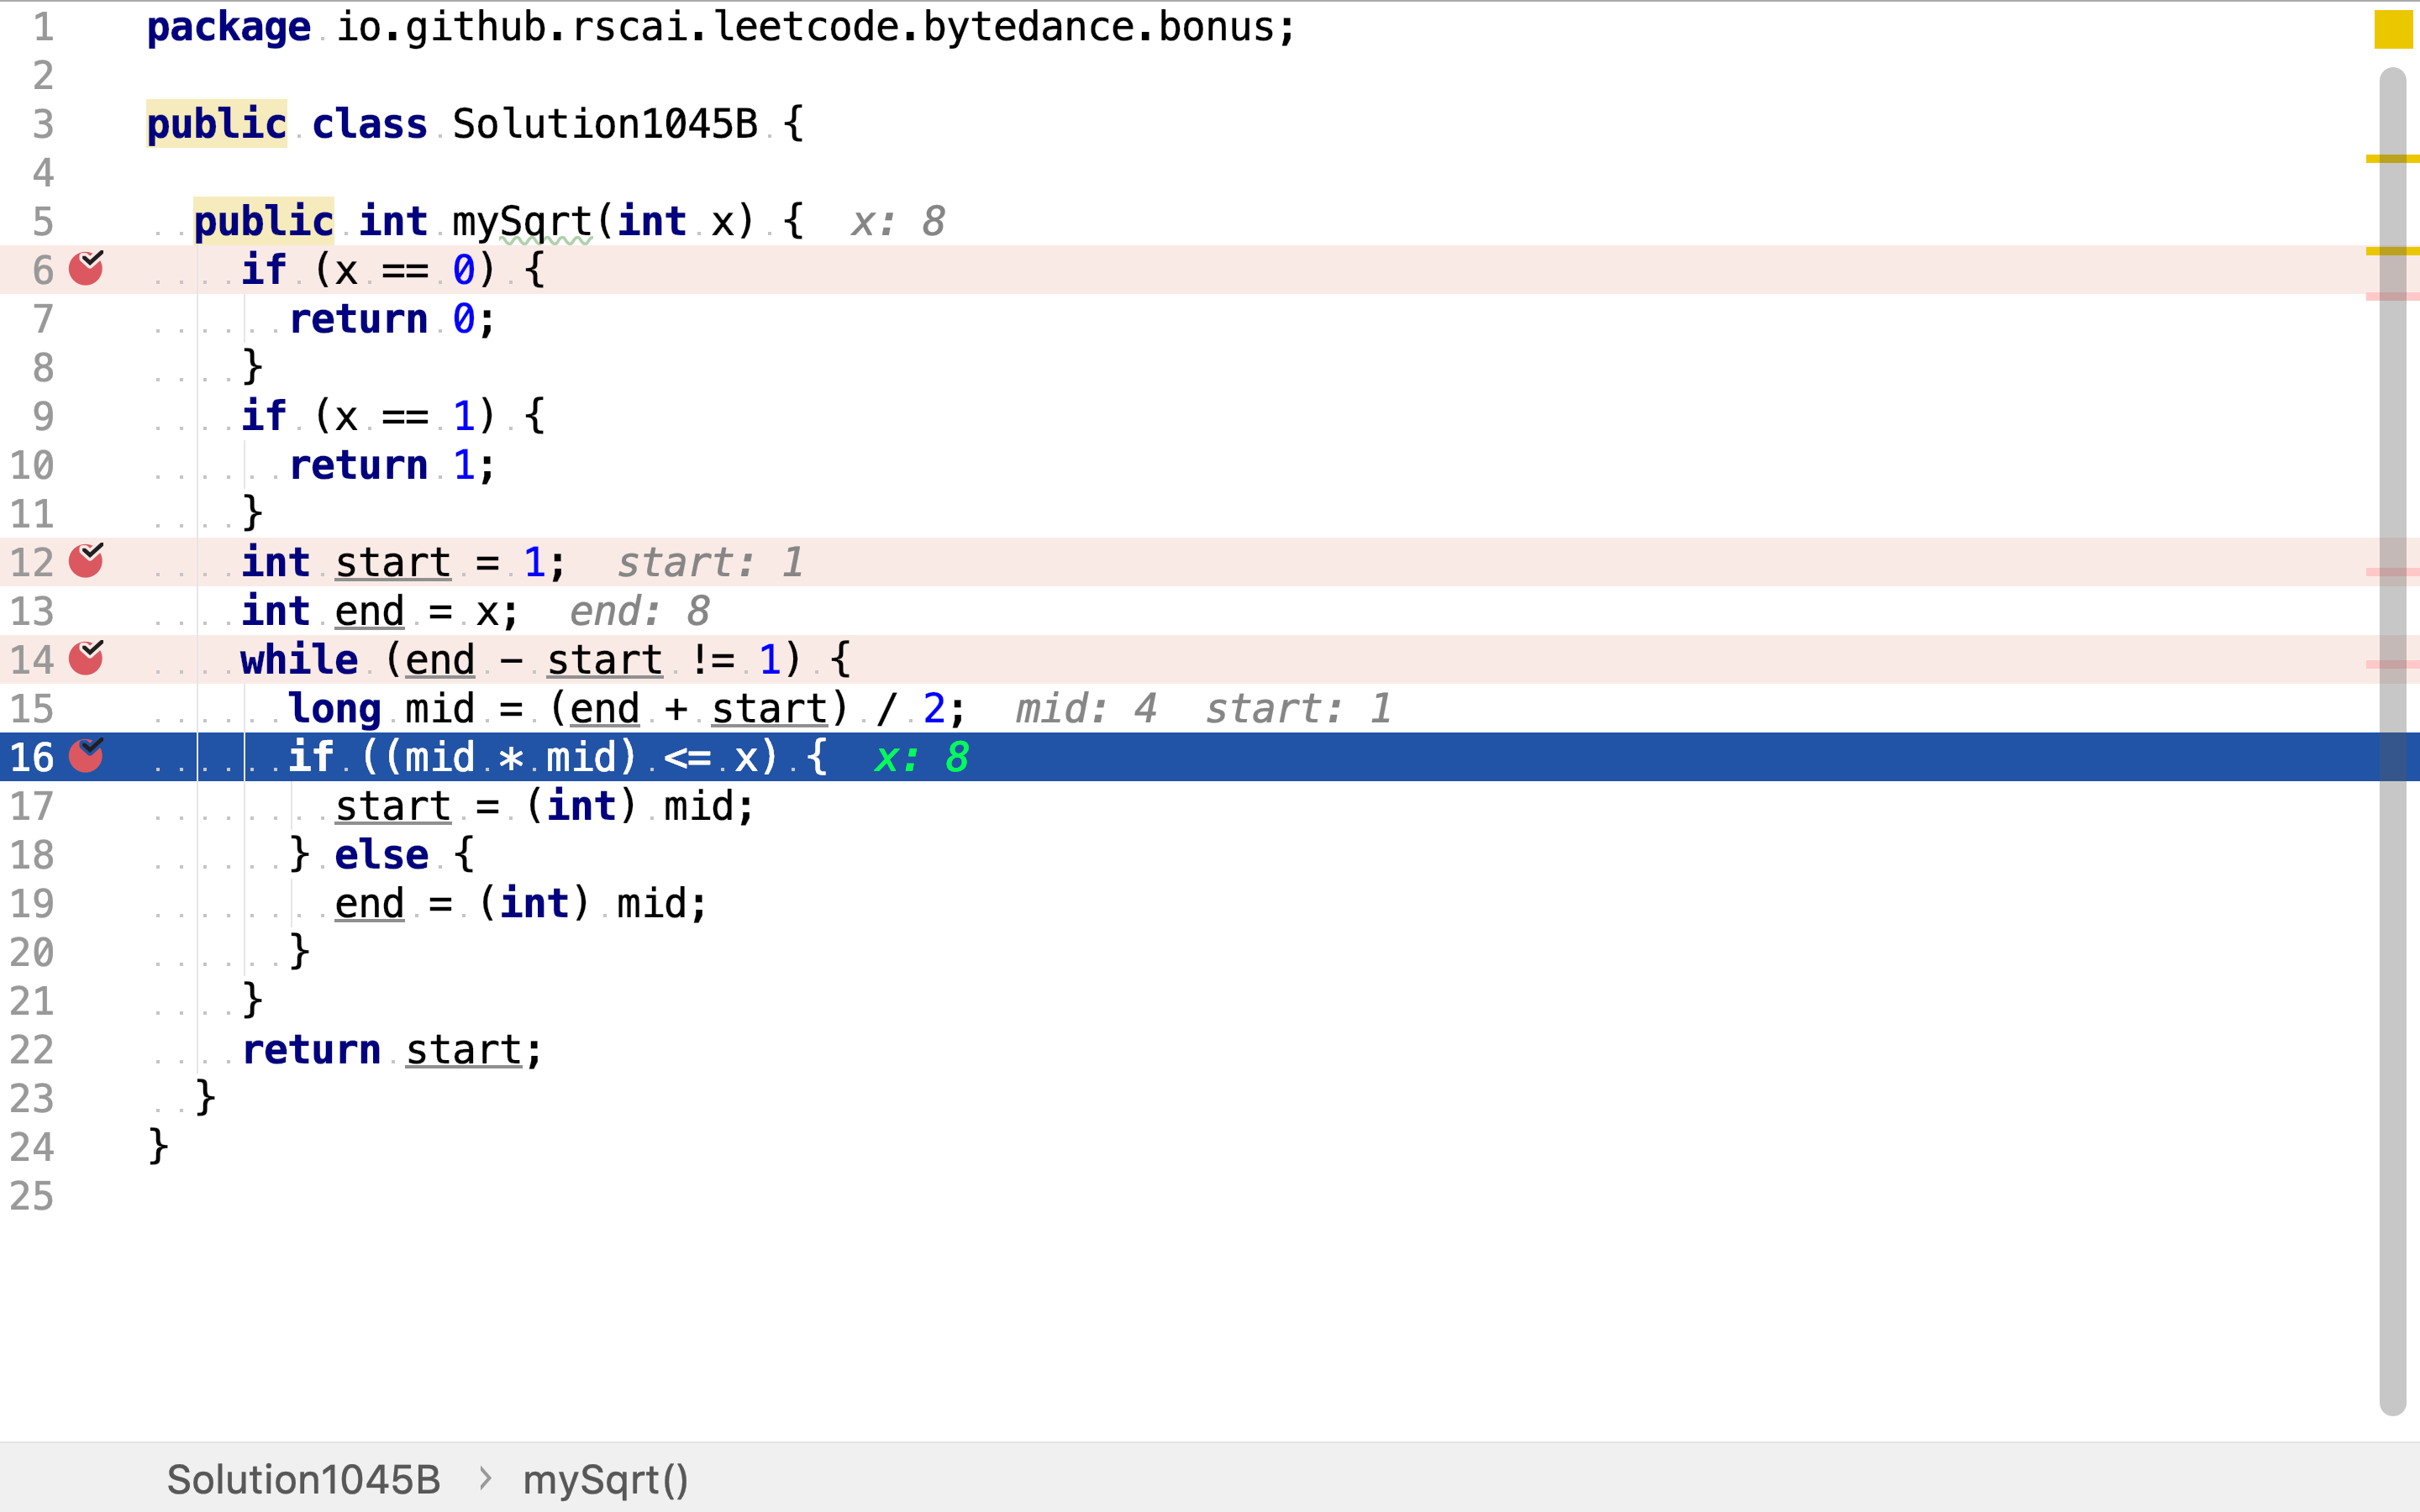 1 package io.github.rscai.leetcode.bytedance.bonus;
2
3 public class Solution1045B {
4
5 public int mySqrt(int x) { x: 8
6 if (x == 0) {
7 return 0;
8 }
9 if (x == 1) {
10 return 1;
11 }
12 int start = 1; start: 1
13 int end = x; end: 8
14 while (end - start != 1) {
15 long mid = (end + start) / 2; mid: 4 start: 1
16 if ((mid * mid) <= x) { x: 8
17 start = (int) mid;
18 } else {
19 end = (int) mid;
20 }
21 }
22 return start;
23 }
24 }
25
Solution1045B > mySqrt()